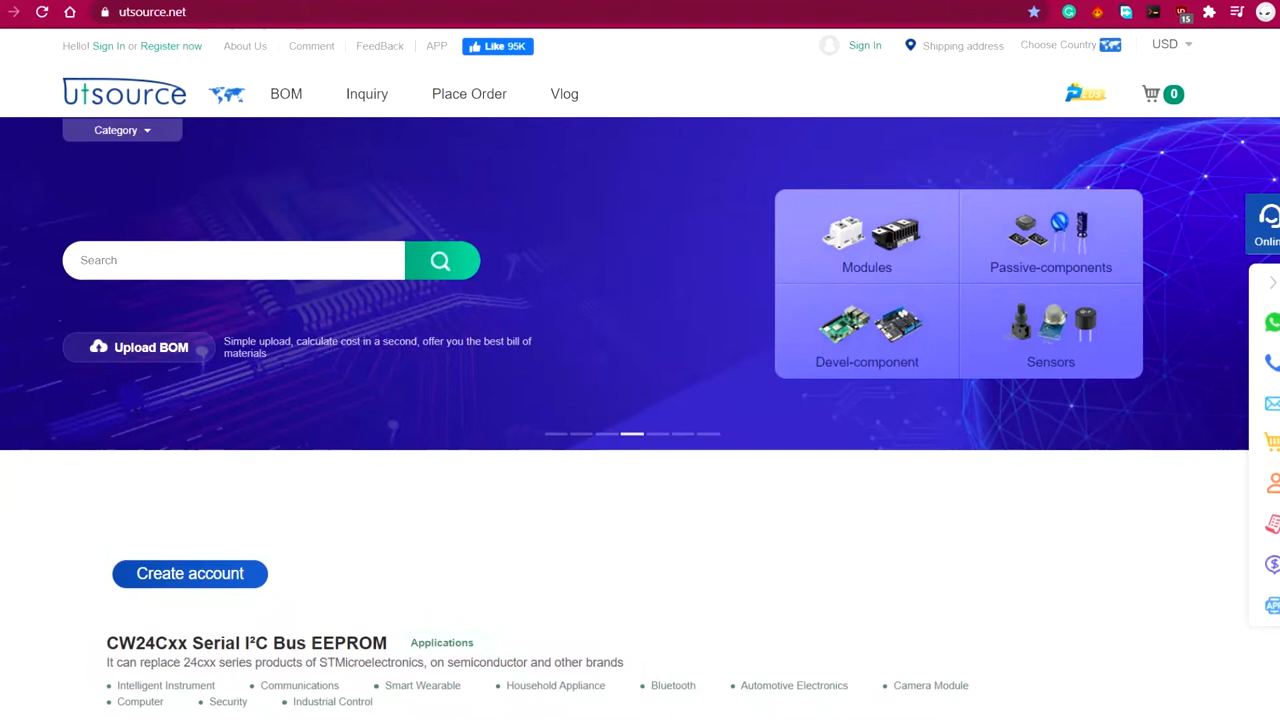 utsource.net
15
Hello! Sign In or Register now
About Us
Comment
FeedBack
APP
Like 95K
Sign In
Shipping address
Choose Country
USD
utsource
BOM
Inquiry
Place Order
Vlog
PLUS
0
Category
Search
Upload BOM
Simple upload, calculate cost in a second, offer you the best bill of
materials
Modules
Passive-components
Devel-component
Sensors
Onlin
API
Create account
CW24Cxx Serial I²C Bus EEPROM
Applications
It can replace 24cxx series products of STMicroelectronics, on semiconductor and other brands
• Intelligent Instrument
• Communications
• Smart Wearable
• Household Appliance
• Bluetooth
• Automotive Electronics
• Camera Module
• Computer
• Security
• Industrial Control